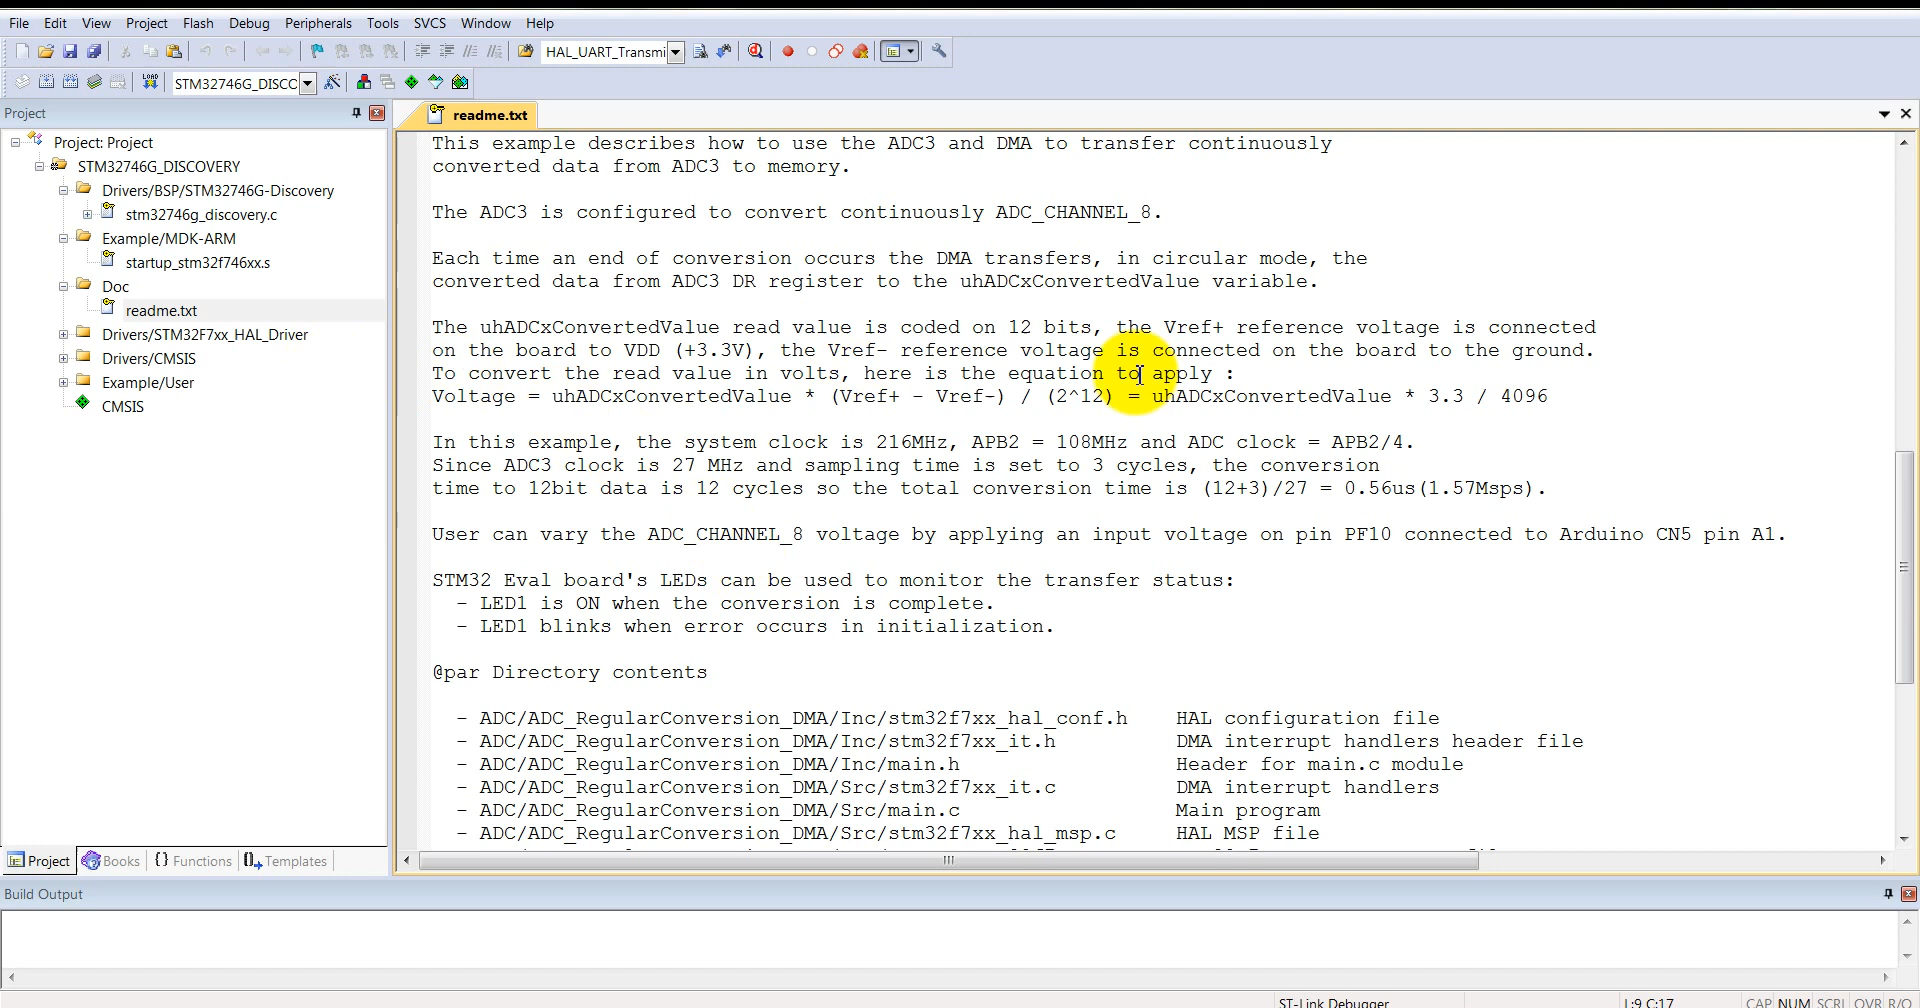 File Edit View Project Flash Debug Peripherals Tools SVCS Window Help
HAL_UART_Transmi
LOAD STM32746G_DISCO
Project
Project: Project
STM32746G_DISCOVERY
Drivers/BSP/STM32746G-Discovery
stm32746g_discovery.c
Example/MDK-ARM
startup_stm32f746xx.s
Doc
readme.txt
Drivers/STM32F7xx_HAL_Driver
Drivers/CMSIS
Example/User
CMSIS
Project Books {} Functions Templates
readme.txt
This example describes how to use the ADC3 and DMA to transfer continuously
converted data from ADC3 to memory.
The ADC3 is configured to convert continuously ADC_CHANNEL_8.
Each time an end of conversion occurs the DMA transfers, in circular mode, the
converted data from ADC3 DR register to the uhADCxConvertedValue variable.
The uhADCxConvertedValue read value is coded on 12 bits, the Vref+ reference voltage is connected
on the board to VDD (+3.3V), the Vref- reference voltage is connected on the board to the ground.
To convert the read value in volts, here is the equation to apply :
Voltage = uhADCxConvertedValue * (Vref+ - Vref-) / (2^12) = uhADCxConvertedValue * 3.3 / 4096
In this example, the system clock is 216MHz, APB2 = 108MHz and ADC clock = APB2/4.
Since ADC3 clock is 27 MHz and sampling time is set to 3 cycles, the conversion
time to 12bit data is 12 cycles so the total conversion time is (12+3)/27 = 0.56us(1.57Msps).
User can vary the ADC_CHANNEL_8 voltage by applying an input voltage on pin PF10 connected to Arduino CN5 pin A1.
STM32 Eval board's LEDs can be used to monitor the transfer status:
- LED1 is ON when the conversion is complete.
- LED1 blinks when error occurs in initialization.
@par Directory contents
- ADC/ADC_RegularConversion_DMA/Inc/stm32f7xx_hal_conf.h HAL configuration file
- ADC/ADC_RegularConversion_DMA/Inc/stm32f7xx_it.h DMA interrupt handlers header file
- ADC/ADC_RegularConversion_DMA/Inc/main.h Header for main.c module
- ADC/ADC_RegularConversion_DMA/Src/stm32f7xx_it.c DMA interrupt handlers
- ADC/ADC_RegularConversion_DMA/Src/main.c Main program
- ADC/ADC_RegularConversion_DMA/Src/stm32f7xx_hal_msp.c HAL MSP file
Build Output
ST-Link Debugger L:9 C:17 CAP NUM SCRL OVR R/O